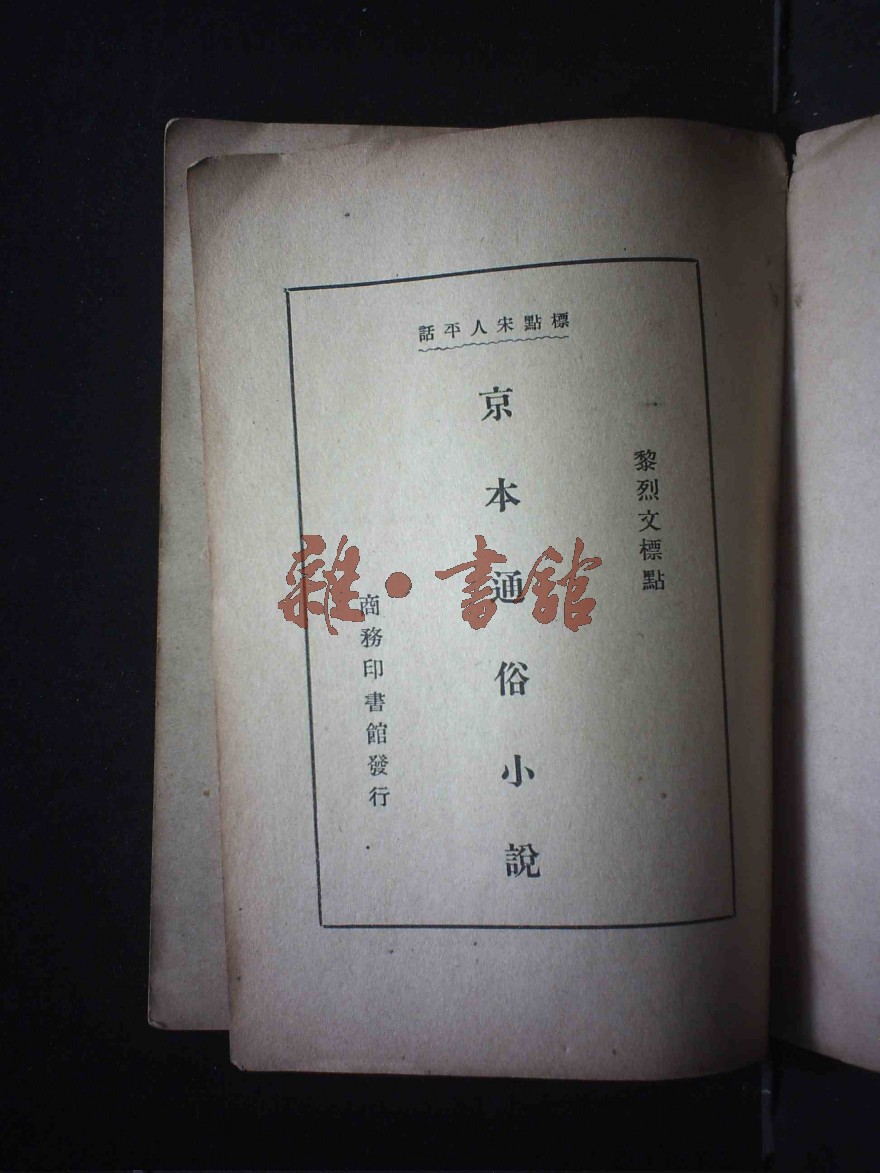 標點宋人平話
黎烈文標點
京本通俗小說
商務印書館發行
雜·書館